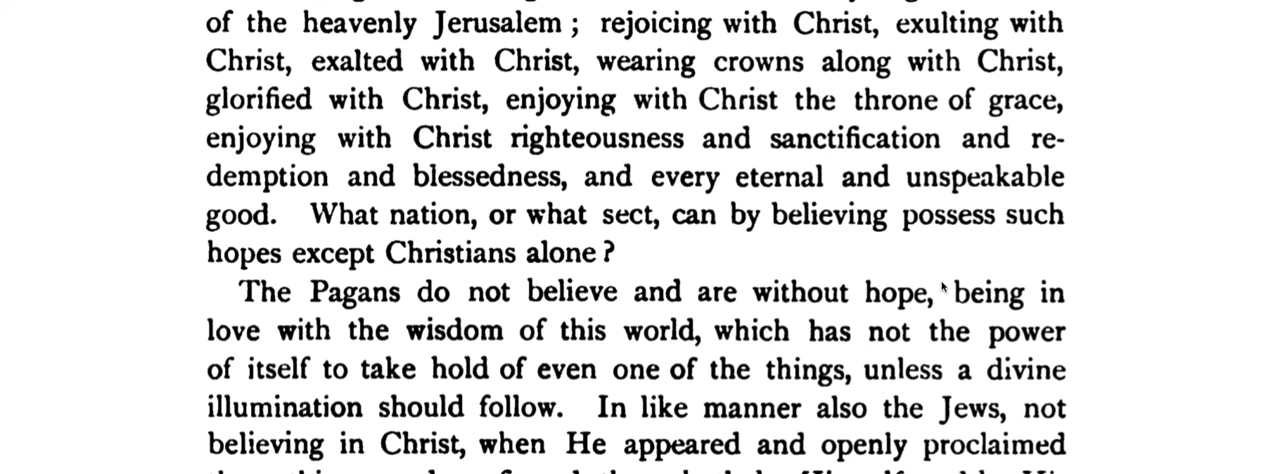 of the heavenly Jerusalem ; rejoicing with Christ, exulting with
Christ, exalted with Christ, wearing crowns along with Christ,
glorified with Christ, enjoying with Christ the throne of grace,
enjoying with Christ righteousness and sanctification and re-
demption and blessedness, and every eternal and unspeakable
good. What nation, or what sect, can by believing possess such
hopes except Christians alone ?
The Pagans do not believe and are without hope, being in
love with the wisdom of this world, which has not the power
of itself to take hold of even one of the things, unless a divine
illumination should follow. In like manner also the Jews, not
believing in Christ, when He appeared and openly proclaimed